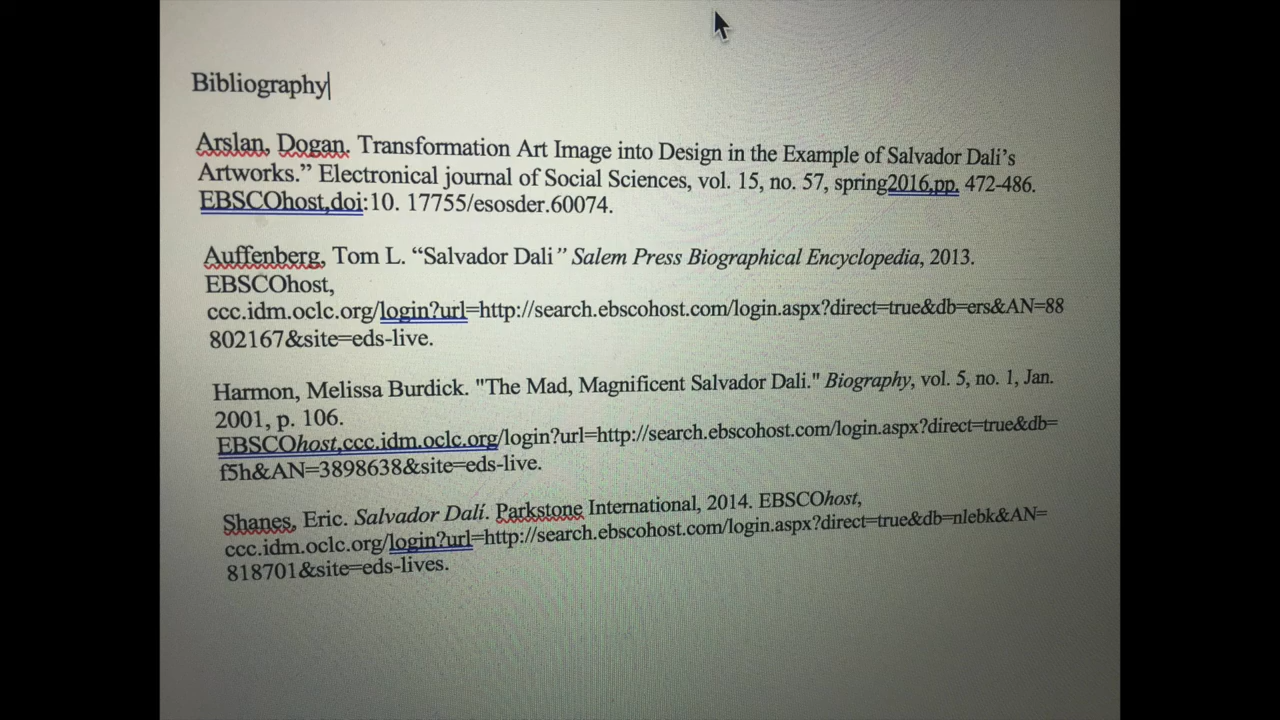 Bibliography
Arslan, Dogan. Transformation Art Image into Design in the Example of Salvador Dali’s
Artworks.” Electronical journal of Social Sciences, vol. 15, no. 57, spring2016,pp. 472-486.
EBSCOhost,doi:10. 17755/esosder.60074.
Auffenberg, Tom L. “Salvador Dali” Salem Press Biographical Encyclopedia, 2013.
EBSCOhost,
ccc.idm.oclc.org/login?url=http://search.ebscohost.com/login.aspx?direct=true&db=ers&AN=88
802167&site=eds-live.
Harmon, Melissa Burdick. "The Mad, Magnificent Salvador Dali." Biography, vol. 5, no. 1, Jan.
2001, p. 106.
EBSCOhost,ccc.idm.oclc.org/login?url=http://search.ebscohost.com/login.aspx?direct=true&db=
f5h&AN=3898638&site=eds-live.
Shanes, Eric. Salvador Dalí. Parkstone International, 2014. EBSCOhost,
ccc.idm.oclc.org/login?url=http://search.ebscohost.com/login.aspx?direct=true&db=nlebk&AN=
818701&site=eds-lives.